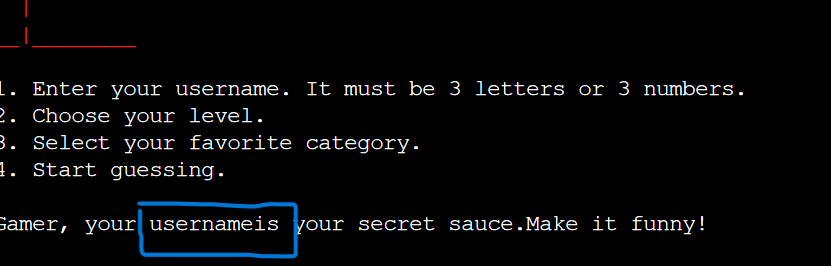 1. Enter your username. It must be 3 letters or 3 numbers.
2. Choose your level.
3. Select your favorite category.
4. Start guessing.
Gamer, your usernameis your secret sauce.Make it funny!